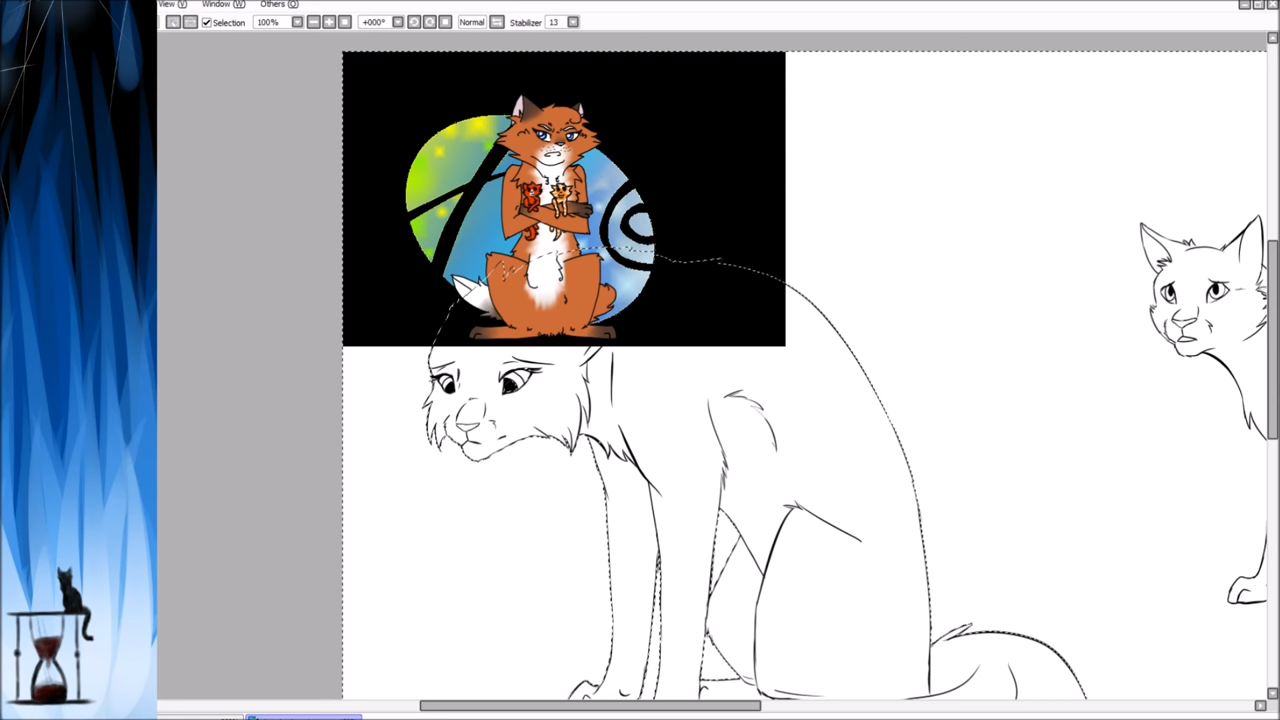 View (V) Window (W) Others (O)
Selection 100% +000° Normal Stabilizer 13